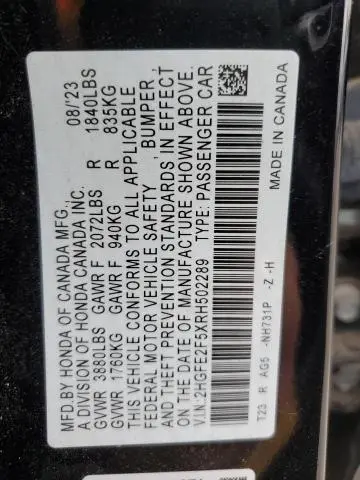 MFD.BY HONDA OF CANADA MFG., 08/'23
A DIVISION OF HONDA CANADA INC.
GVWR 3880LBS GAWR F 2072LBS R 1840LBS
GVWR 1760KG GAWR F 940KG R 835KG
THIS VEHICLE CONFORMS TO ALL APPLICABLE
FEDERAL MOTOR VEHICLE SAFETY , BUMPER ,
AND THEFT PREVENTION STANDARDS IN EFFECT
ON THE DATE OF MANUFACTURE SHOWN ABOVE.
V.I.N:2HGFE2F5XRH502289 TYPE: PASSENGER CAR
T23 R AG5 -NH731P -Z -H MADE IN CANADA